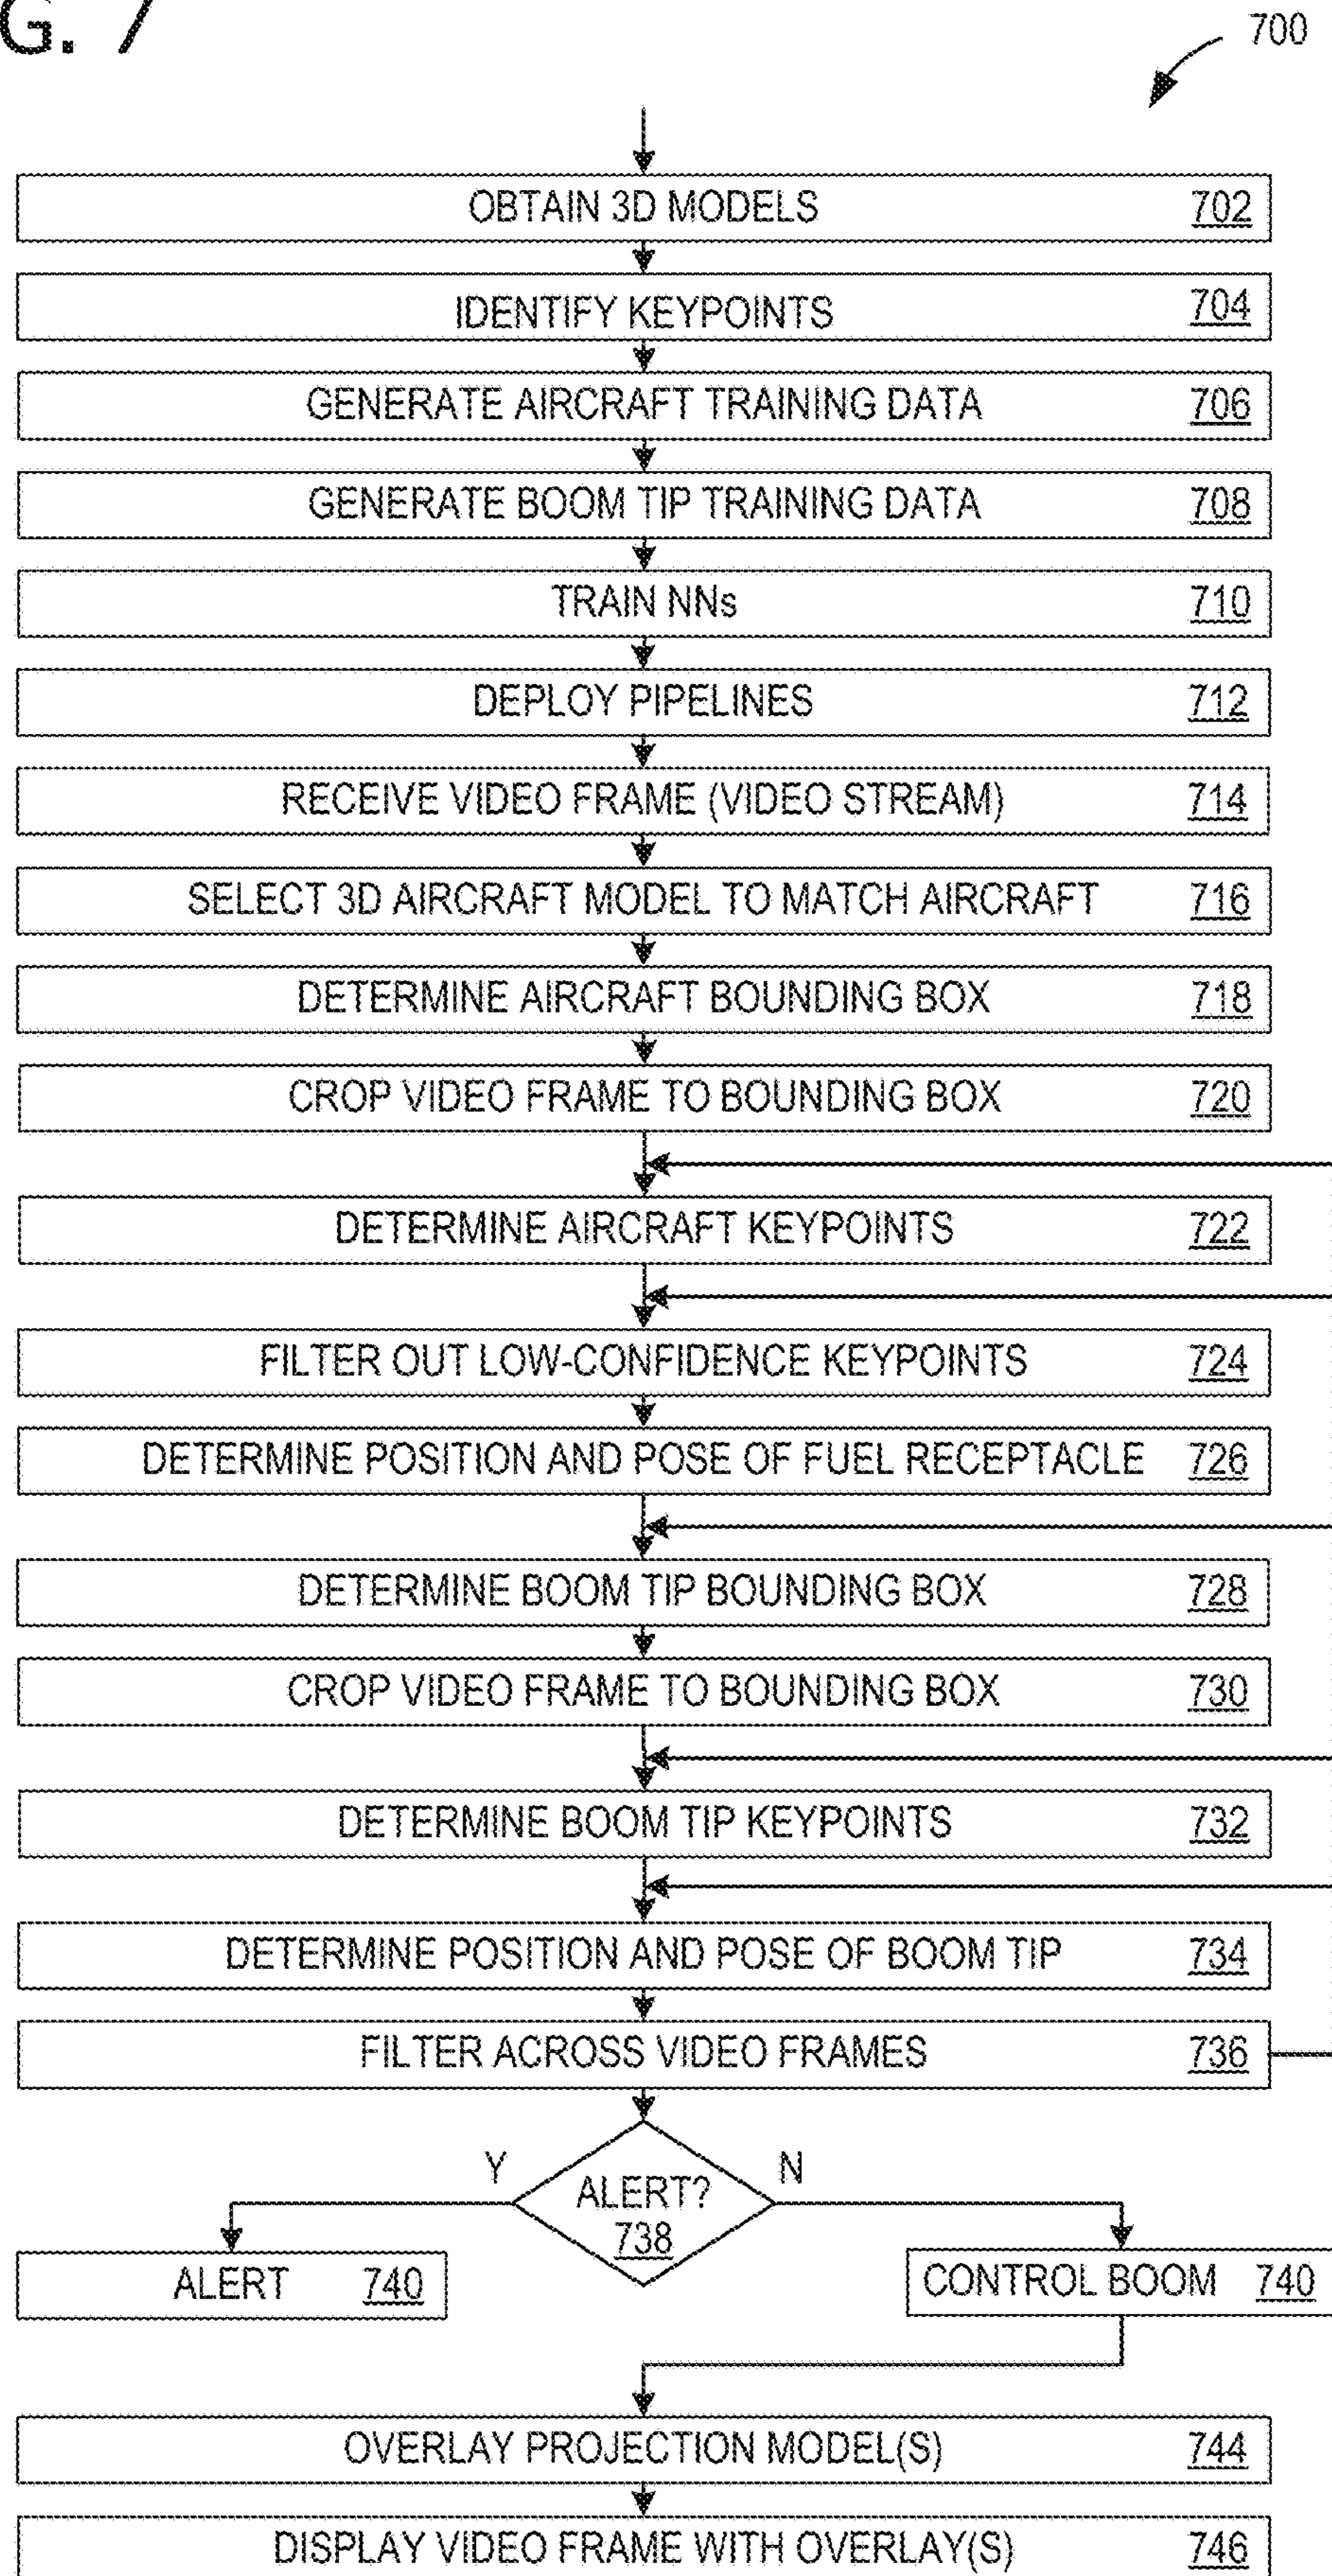 G. 7
700
OBTAIN 3D MODELS 702
IDENTIFY KEYPOINTS 704
GENERATE AIRCRAFT TRAINING DATA 706
GENERATE BOOM TIP TRAINING DATA 708
TRAIN NNs 710
DEPLOY PIPELINES 712
RECEIVE VIDEO FRAME (VIDEO STREAM) 714
SELECT 3D AIRCRAFT MODEL TO MATCH AIRCRAFT 716
DETERMINE AIRCRAFT BOUNDING BOX 718
CROP VIDEO FRAME TO BOUNDING BOX 720
DETERMINE AIRCRAFT KEYPOINTS 722
FILTER OUT LOW-CONFIDENCE KEYPOINTS 724
DETERMINE POSITION AND POSE OF FUEL RECEPTACLE 726
DETERMINE BOOM TIP BOUNDING BOX 728
CROP VIDEO FRAME TO BOUNDING BOX 730
DETERMINE BOOM TIP KEYPOINTS 732
DETERMINE POSITION AND POSE OF BOOM TIP 734
FILTER ACROSS VIDEO FRAMES 736
Y
N
ALERT?
738
ALERT 740
CONTROL BOOM 740
OVERLAY PROJECTION MODEL(S) 744
DISPLAY VIDEO FRAME WITH OVERLAY(S) 746